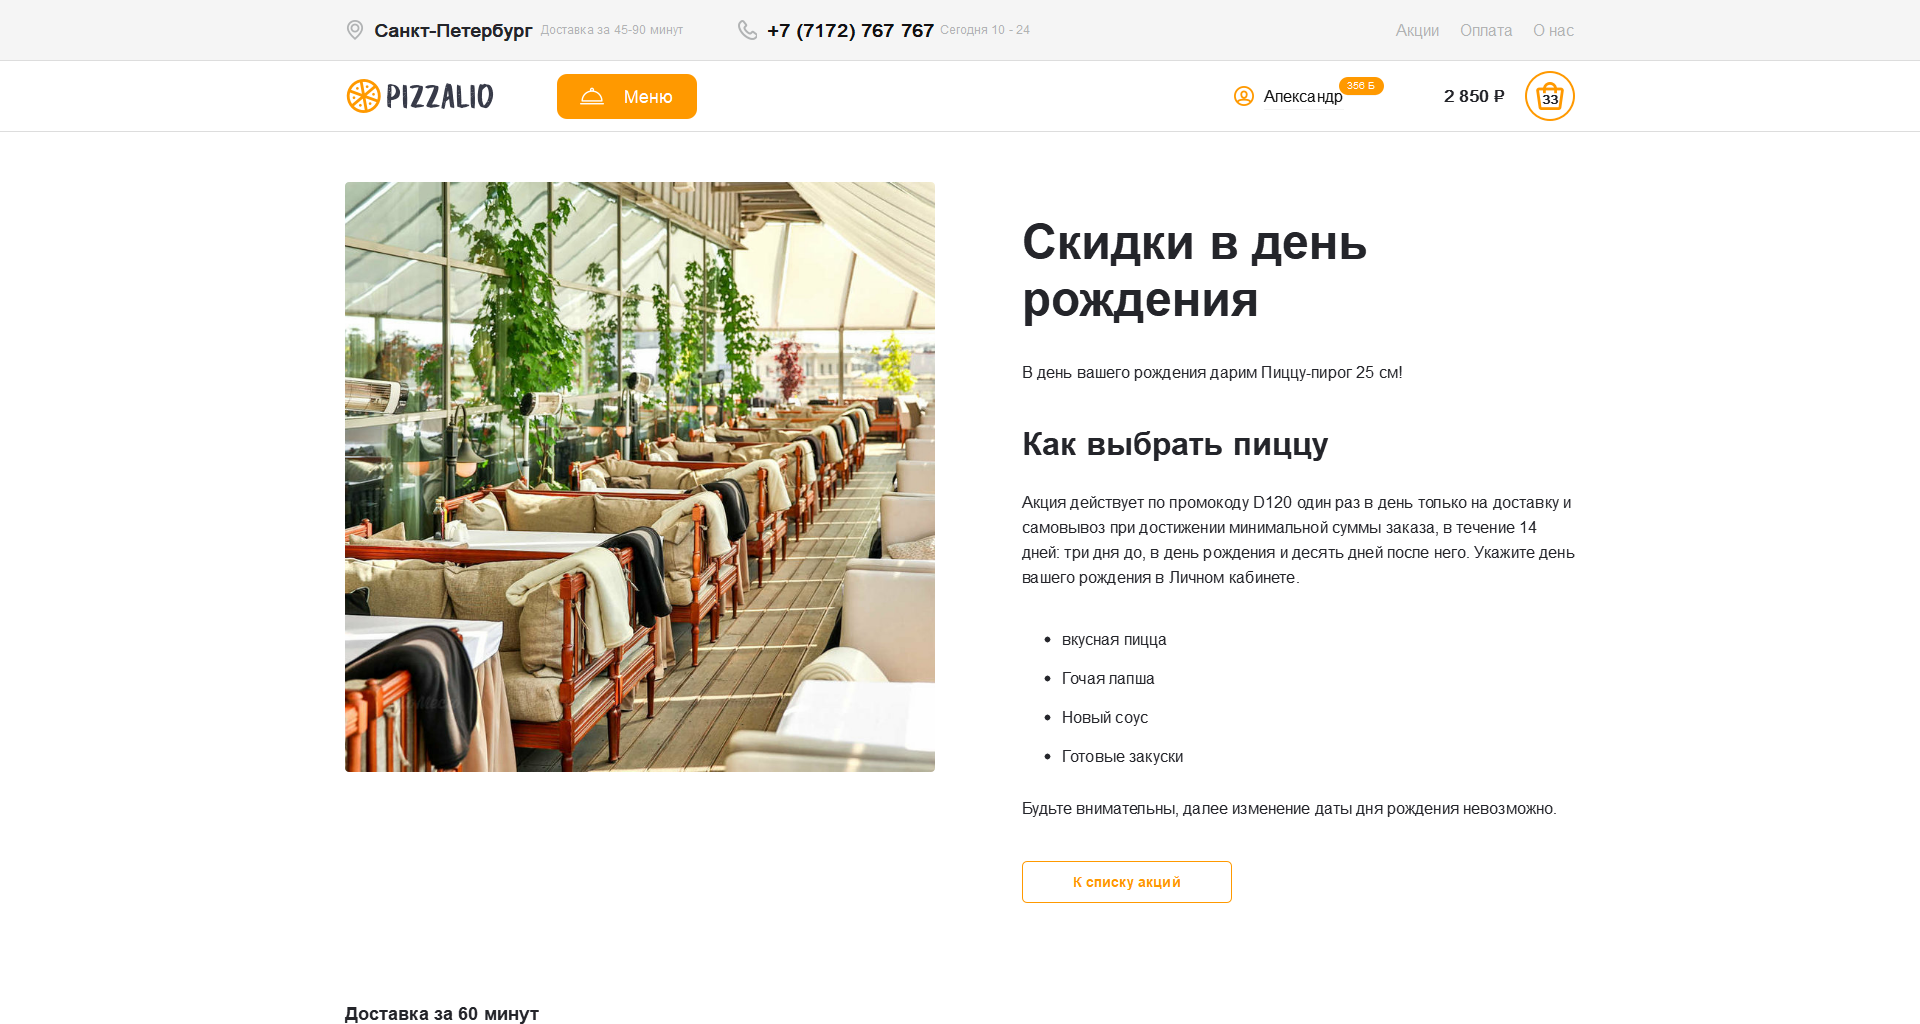 Санкт-Петербург Доставка за 45-90 минут +7 (7172) 767 767 Сегодня 10 - 24 Акции Оплата О нас
PIZZALIO Меню Александр 356 Б 2 850 ₽ 33
Скидки в день
рождения
В день вашего рождения дарим Пиццу-пирог 25 см!
Как выбрать пиццу
Акция действует по промокоду D120 один раз в день только на доставку и
самовывоз при достижении минимальной суммы заказа, в течение 14
дней: три дня до, в день рождения и десять дней после него. Укажите день
вашего рождения в Личном кабинете.
• вкусная пицца
• Гочая лапша
• Новый соус
• Готовые закуски
Будьте внимательны, далее изменение даты дня рождения невозможно.
К списку акций
Доставка за 60 минут